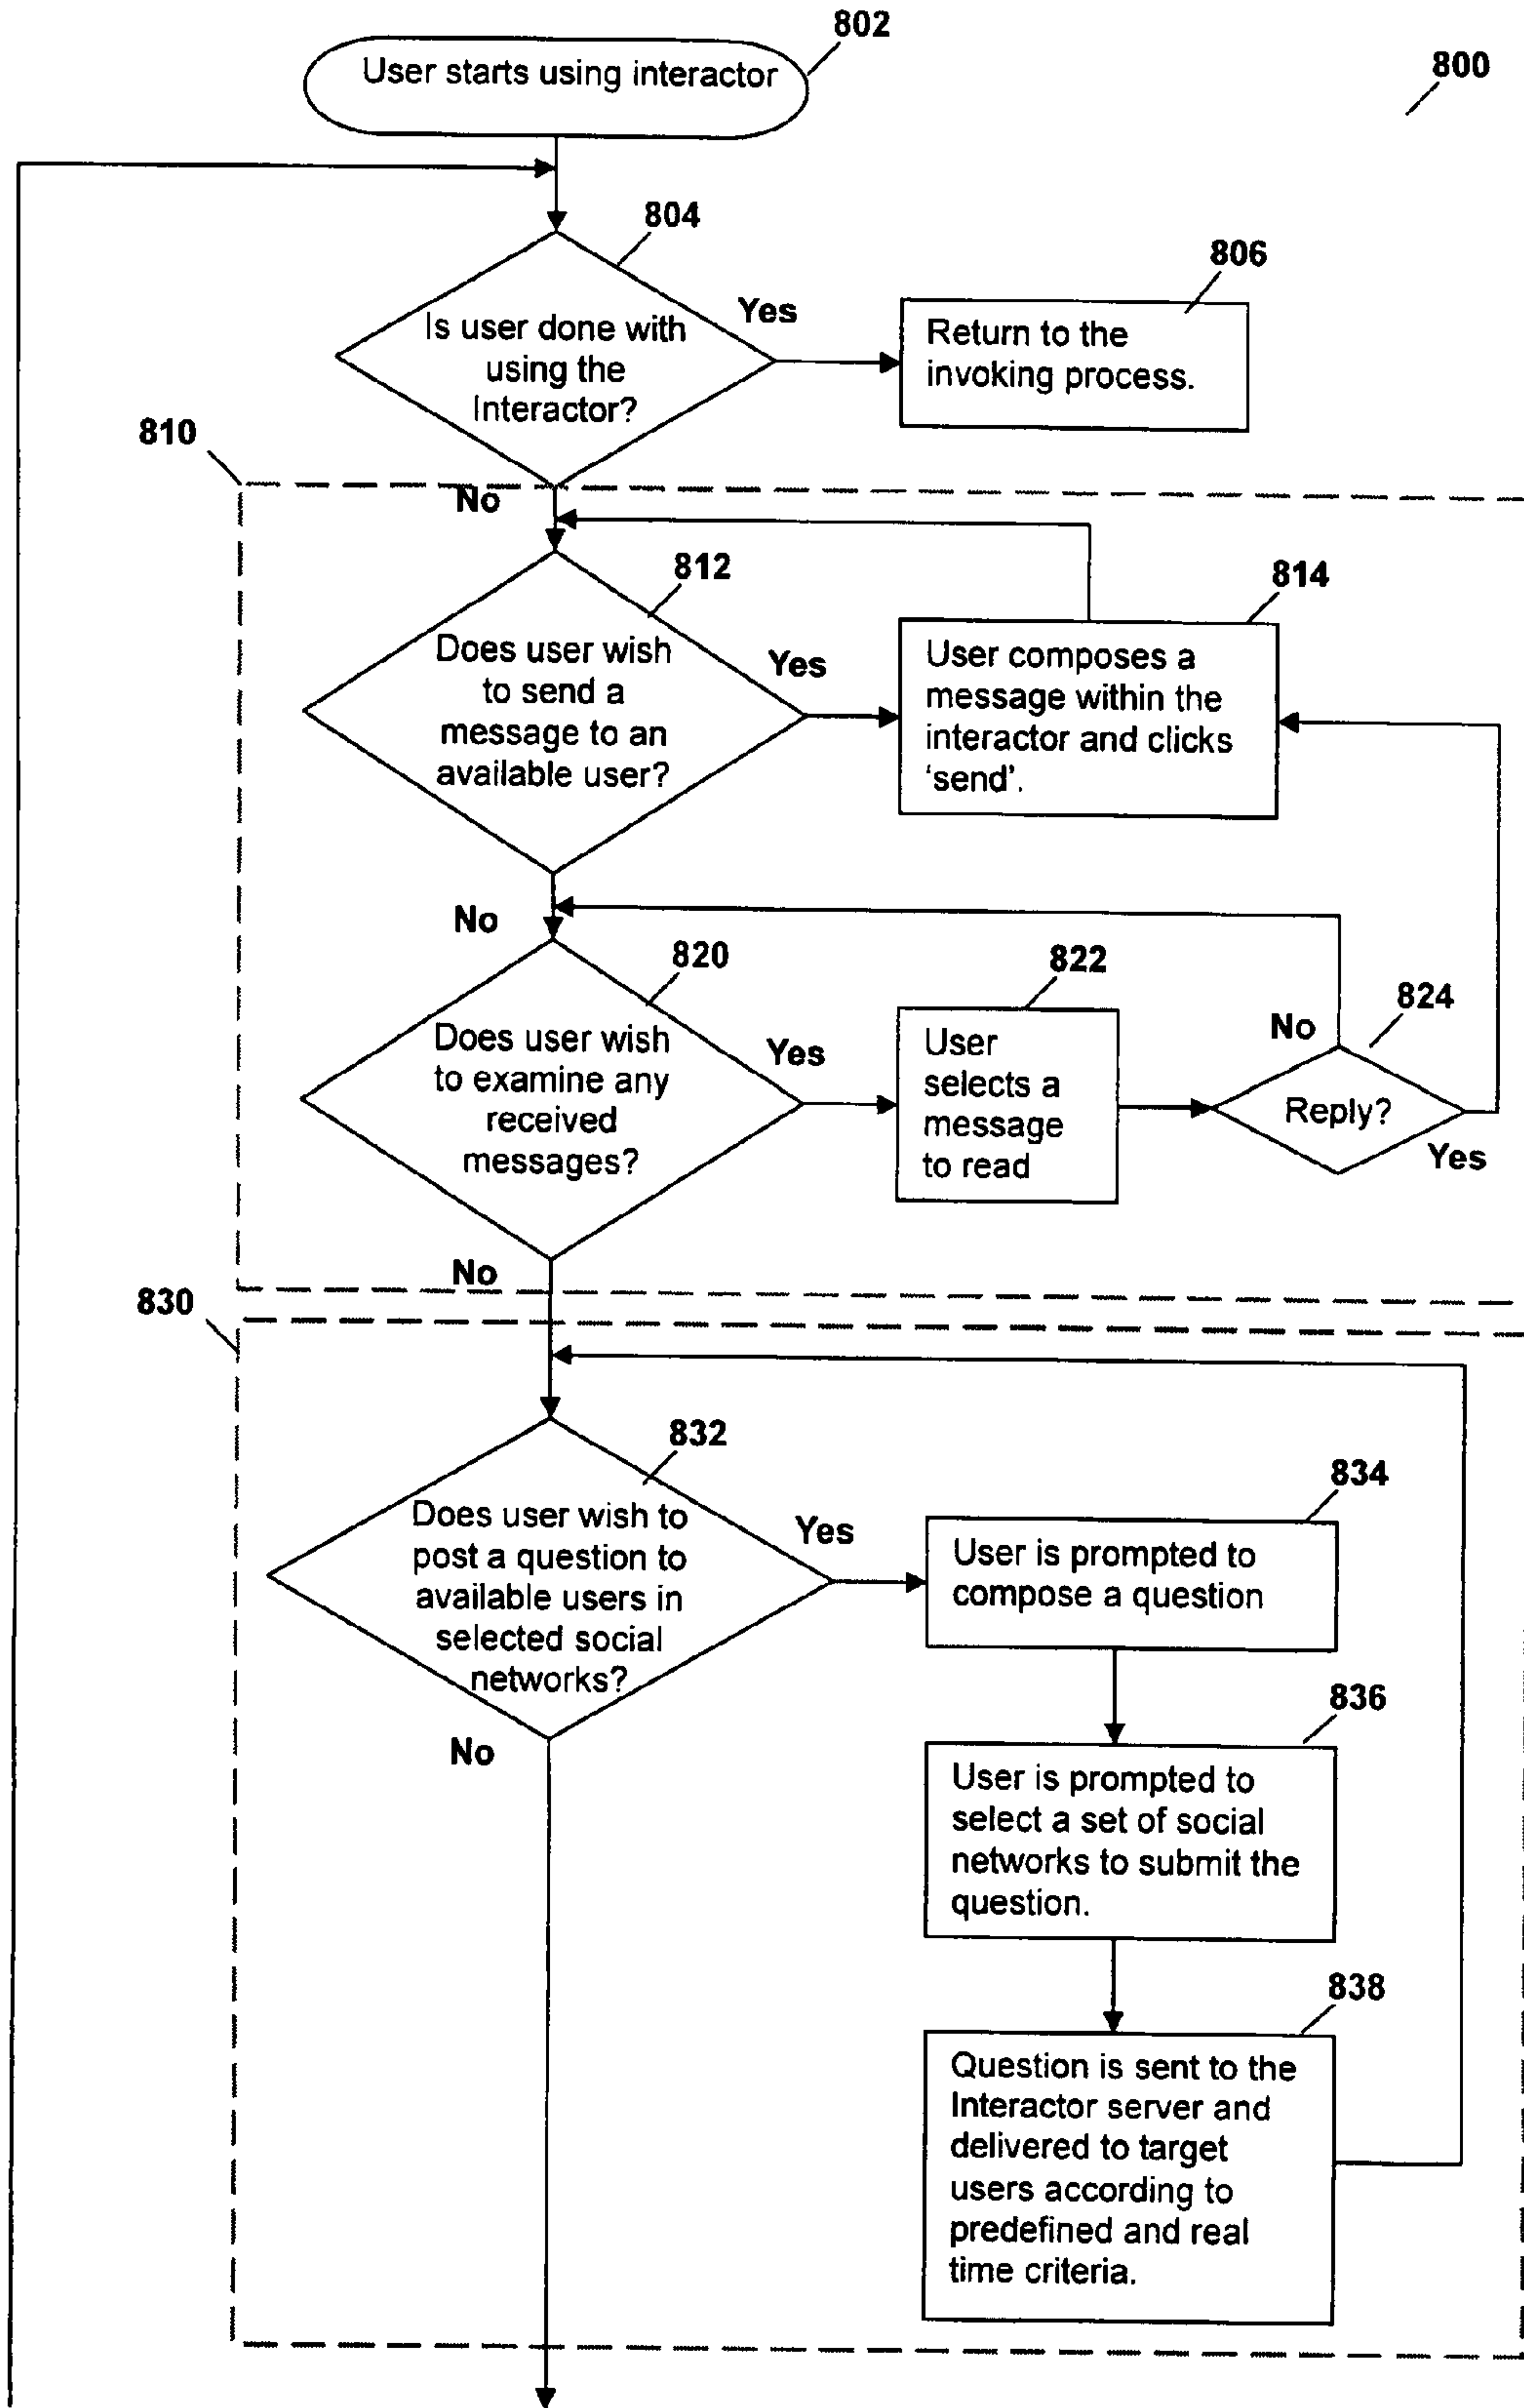 802
User starts using interactor
800
804
Is user done with
using the
Interactor?
Yes
806
Return to the
invoking process.
810
No
812
Does user wish
to send a
message to an
available user?
Yes
814
User composes a
message within the
interactor and clicks
‘send’.
No
820
Does user wish
to examine any
received
messages?
Yes
822
User
selects a
message
to read
No
824
Reply?
Yes
No
830
832
Does user wish to
post a question to
available users in
selected social
networks?
Yes
834
User is prompted to
compose a question
No
836
User is prompted to
select a set of social
networks to submit the
question.
838
Question is sent to the
Interactor server and
delivered to target
users according to
predefined and real
time criteria.